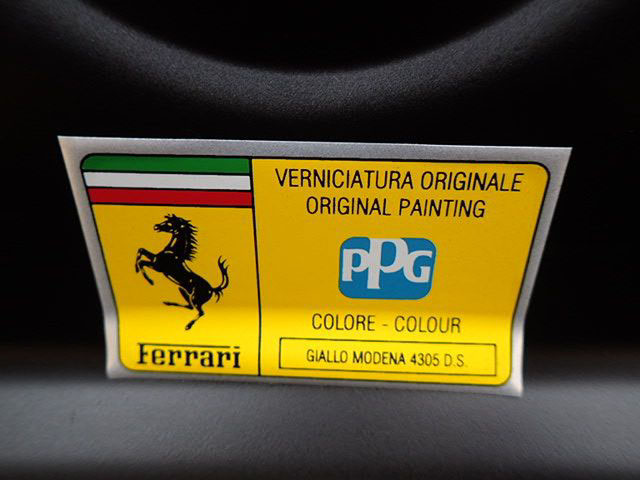 Ferrari
VERNICIATURA ORIGINALE
ORIGINAL PAINTING
PPG
COLORE - COLOUR
GIALLO MODENA 4305 D.S.